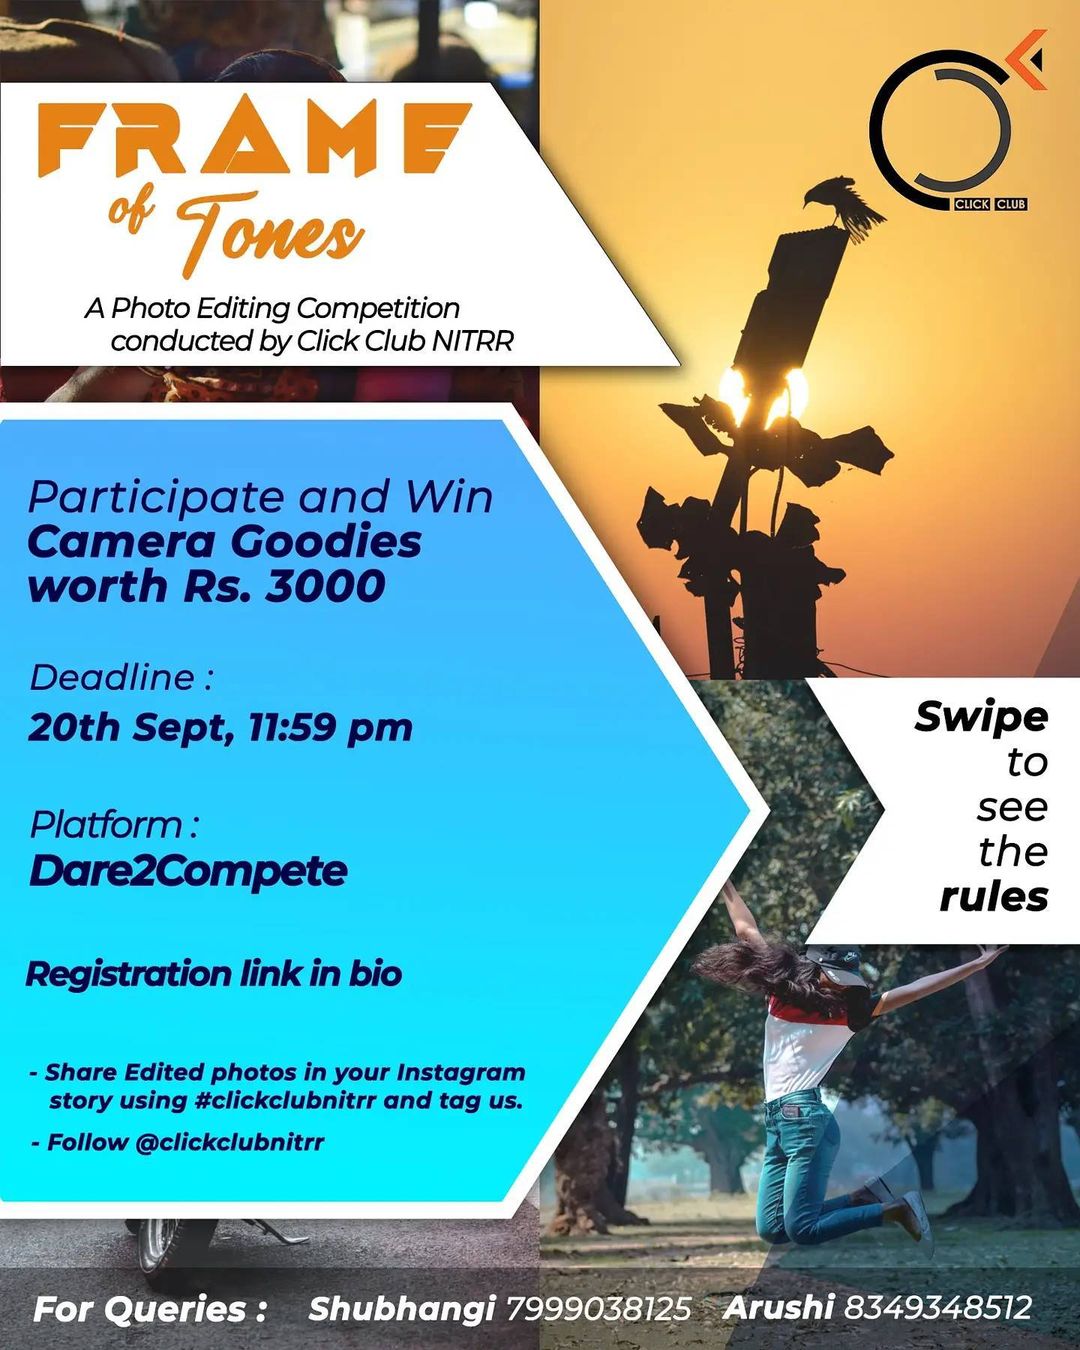 FRAME
of Tones
A Photo Editing Competition
conducted by Click Club NITRR
CLICK CLUB
Participate and Win
Camera Goodies
worth Rs. 3000
Deadline :
20th Sept, 11:59 pm
Platform :
Dare2Compete
Registration link in bio
- Share Edited photos in your Instagram
story using #clickclubnitrr and tag us.
- Follow @clickclubnitrr
Swipe
to
see
the
rules
For Queries : Shubhangi 7999038125 Arushi 8349348512